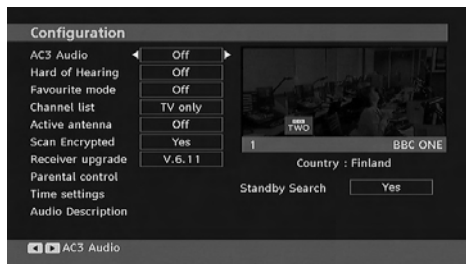 Configuration
AC3 Audio Off
Hard of Hearing Off
Favourite mode Off
Channel list TV only
Active antenna Off
Scan Encrypted Yes
Receiver upgrade V.6.11
Parental control
Time settings
Audio Description
BBC
TWO
1 BBC ONE
Country : Finland
Standby Search Yes
AC3 Audio